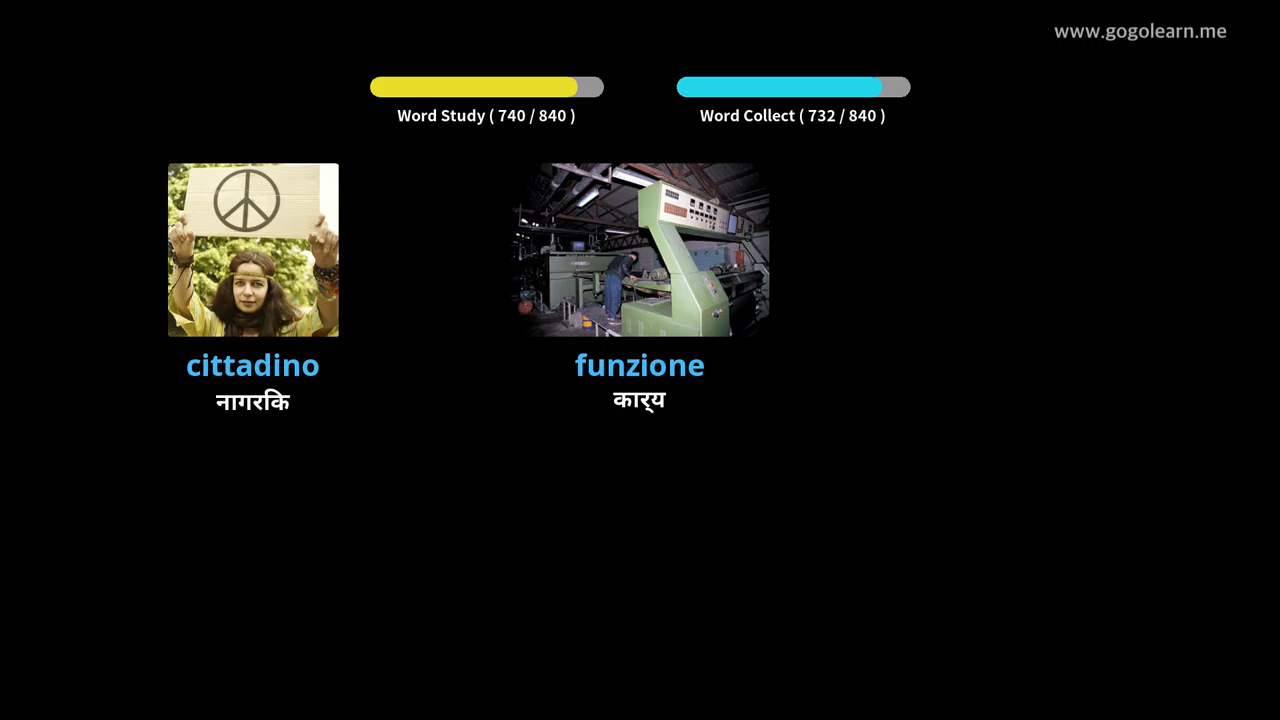 www.gogolearn.me
Word Study ( 740 / 840 )
Word Collect ( 732 / 840 )
cittadino
funzione
नागरकि
कार्‌य